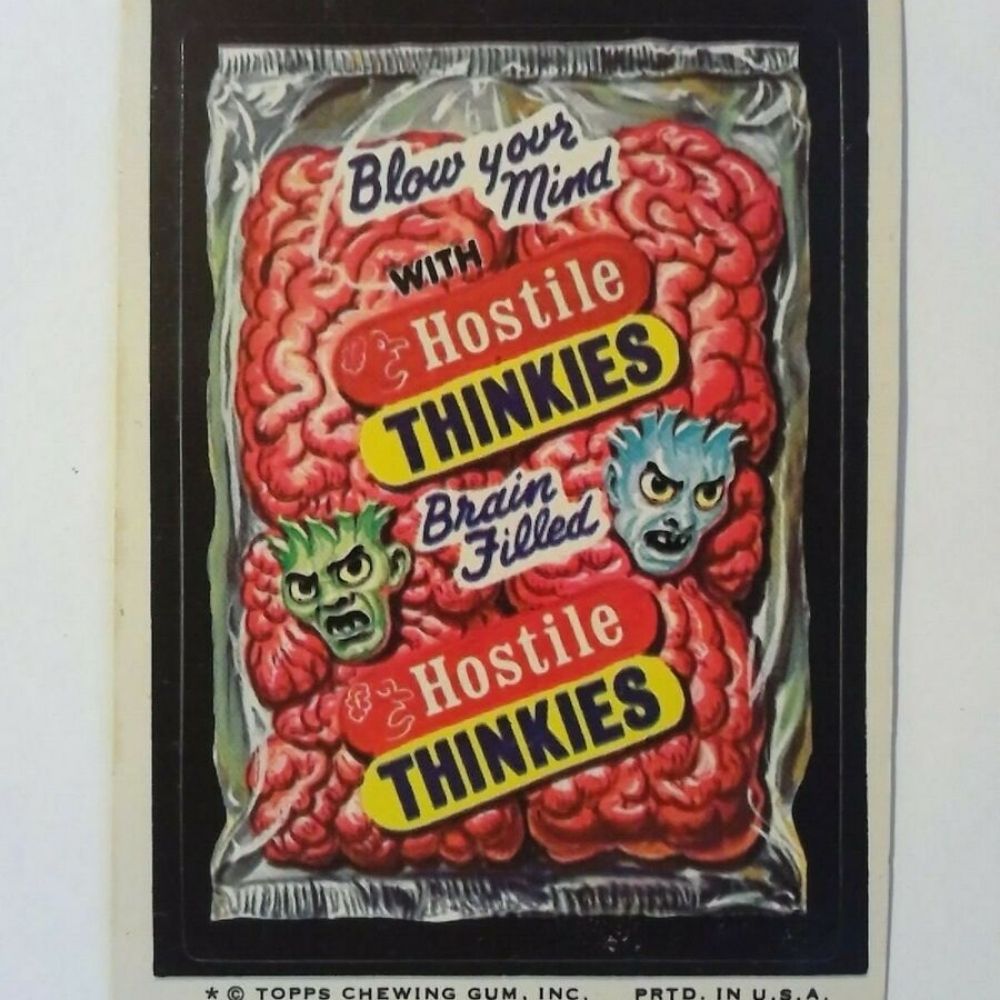 Blow your
Mind
WITH
Hostile
THINKIES
Brain
Filled
Hostile
THINKIES
* © TOPPS CHEWING GUM, INC. PRTD. IN U.S.A.